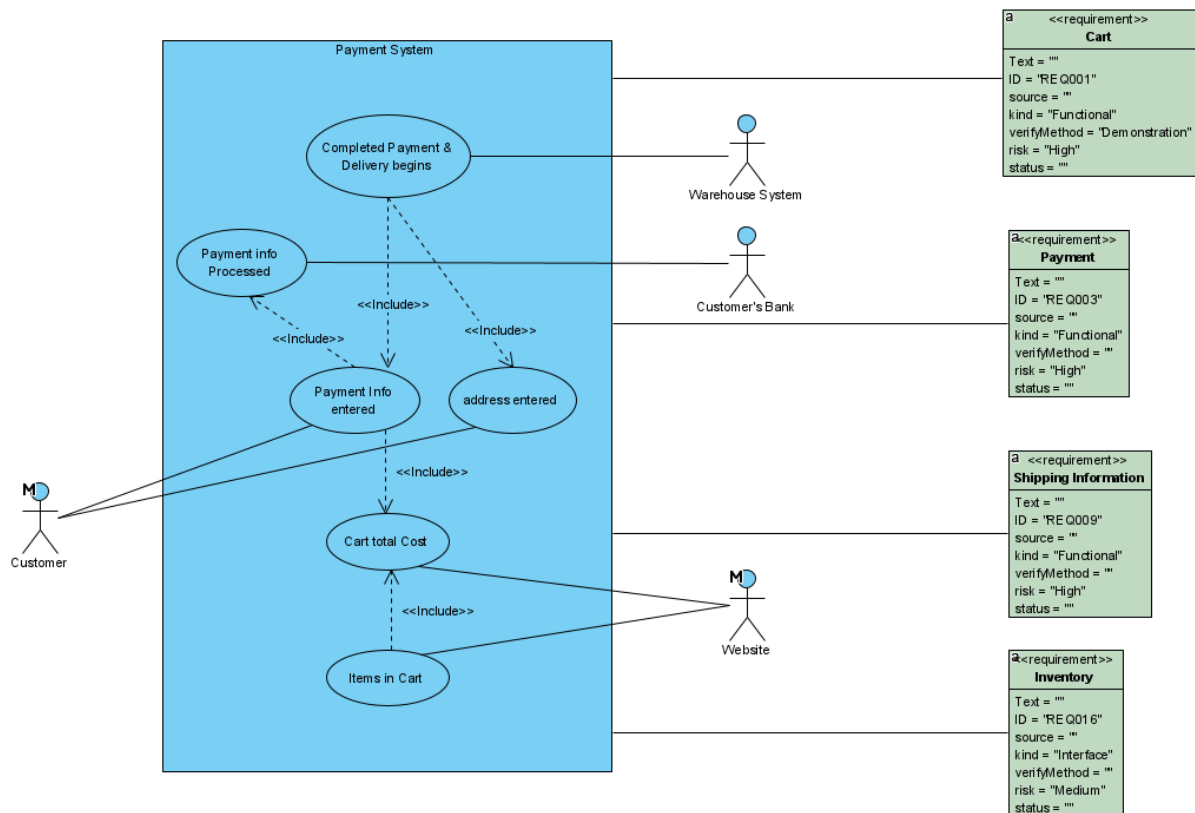 Payment System
Completed Payment &
Delivery begins
Payment info
Processed
<<Include>>
<<Include>>
<<Include>>
Payment Info
entered
address entered
<<Include>>
Cart total Cost
<<Include>>
Items in Cart
M
Customer
Warehouse System
Customer's Bank
M
Website
a
<<requirement>>
Cart
Text = ""
ID = "REQ001"
source = ""
kind = "Functional"
verifyMethod = "Demonstration"
risk = "High"
status = ""
a
<<requirement>>
Payment
Text = ""
ID = "REQ003"
source = ""
kind = "Functional"
verifyMethod = ""
risk = "High"
status = ""
a
<<requirement>>
Shipping Information
Text = ""
ID = "REQ009"
source = ""
kind = "Functional"
verifyMethod = ""
risk = "High"
status = ""
a
<<requirement>>
Inventory
Text = ""
ID = "REQ016"
source = ""
kind = "Interface"
verifyMethod = ""
risk = "Medium"
status = ""